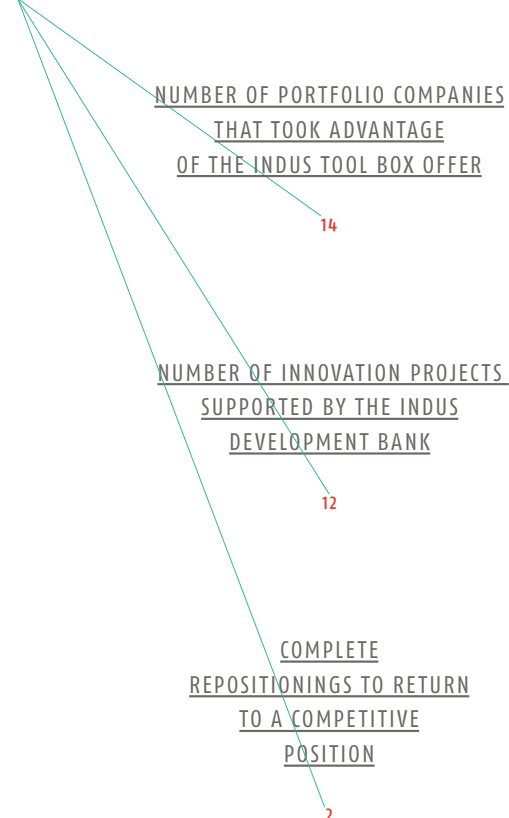 NUMBER OF PORTFOLIO COMPANIES
THAT TOOK ADVANTAGE
OF THE INDUS TOOL BOX OFFER
14
NUMBER OF INNOVATION PROJECTS
SUPPORTED BY THE INDUS
DEVELOPMENT BANK
12
COMPLETE
REPOSITIONINGS TO RETURN
TO A COMPETITIVE
POSITION
2